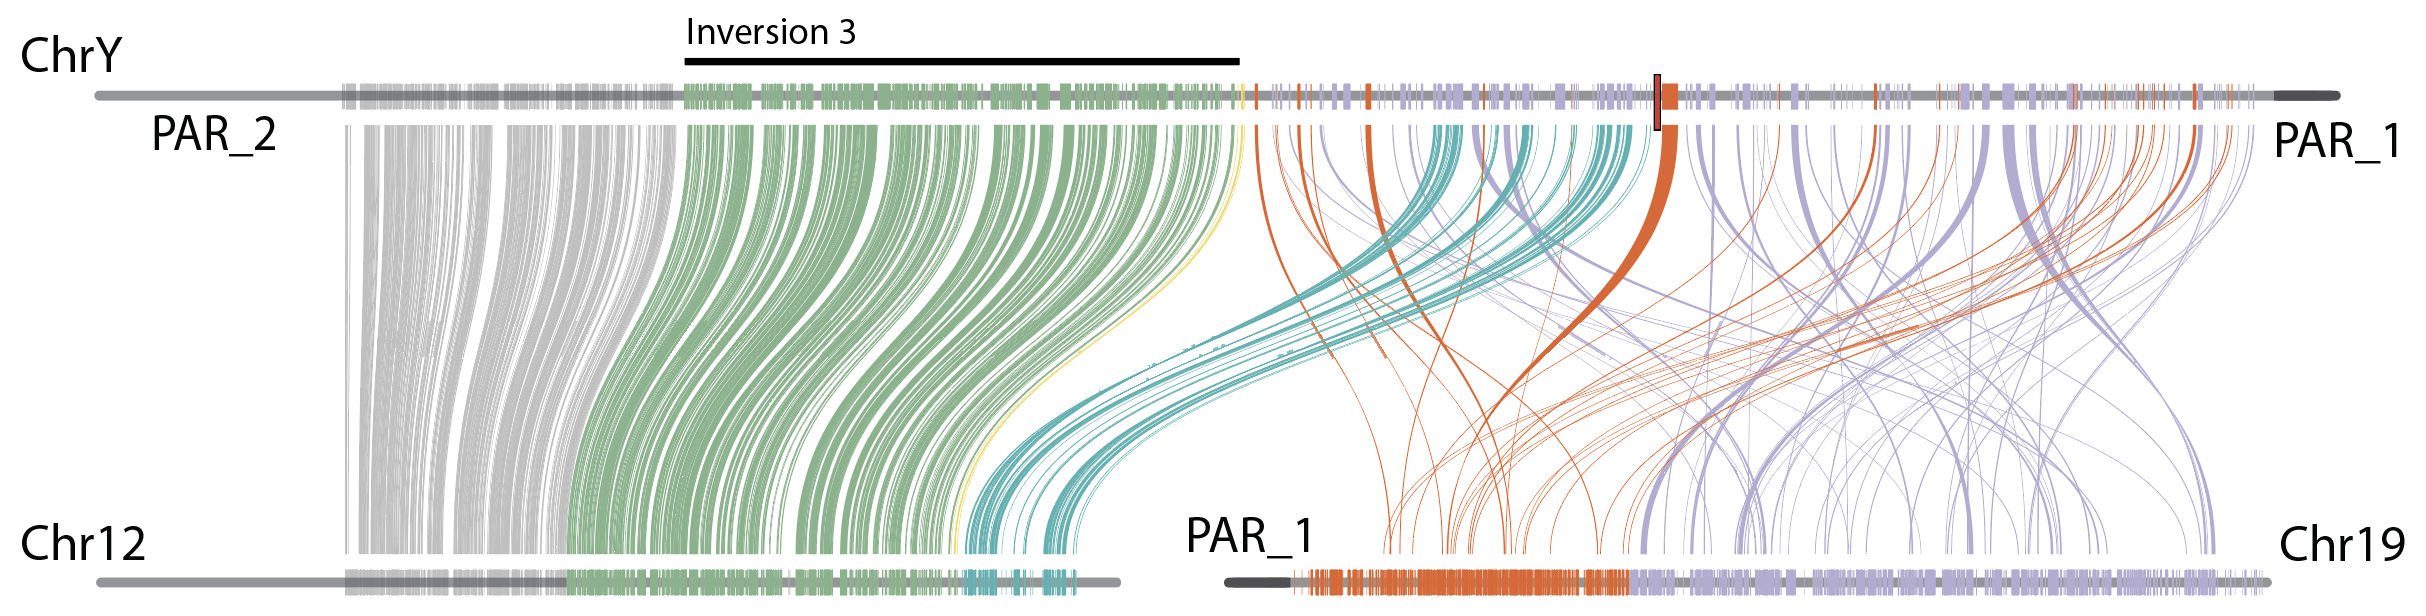 Inversion 3
ChrY
PAR_2
PAR_1
PAR_1
Chr12
Chr19